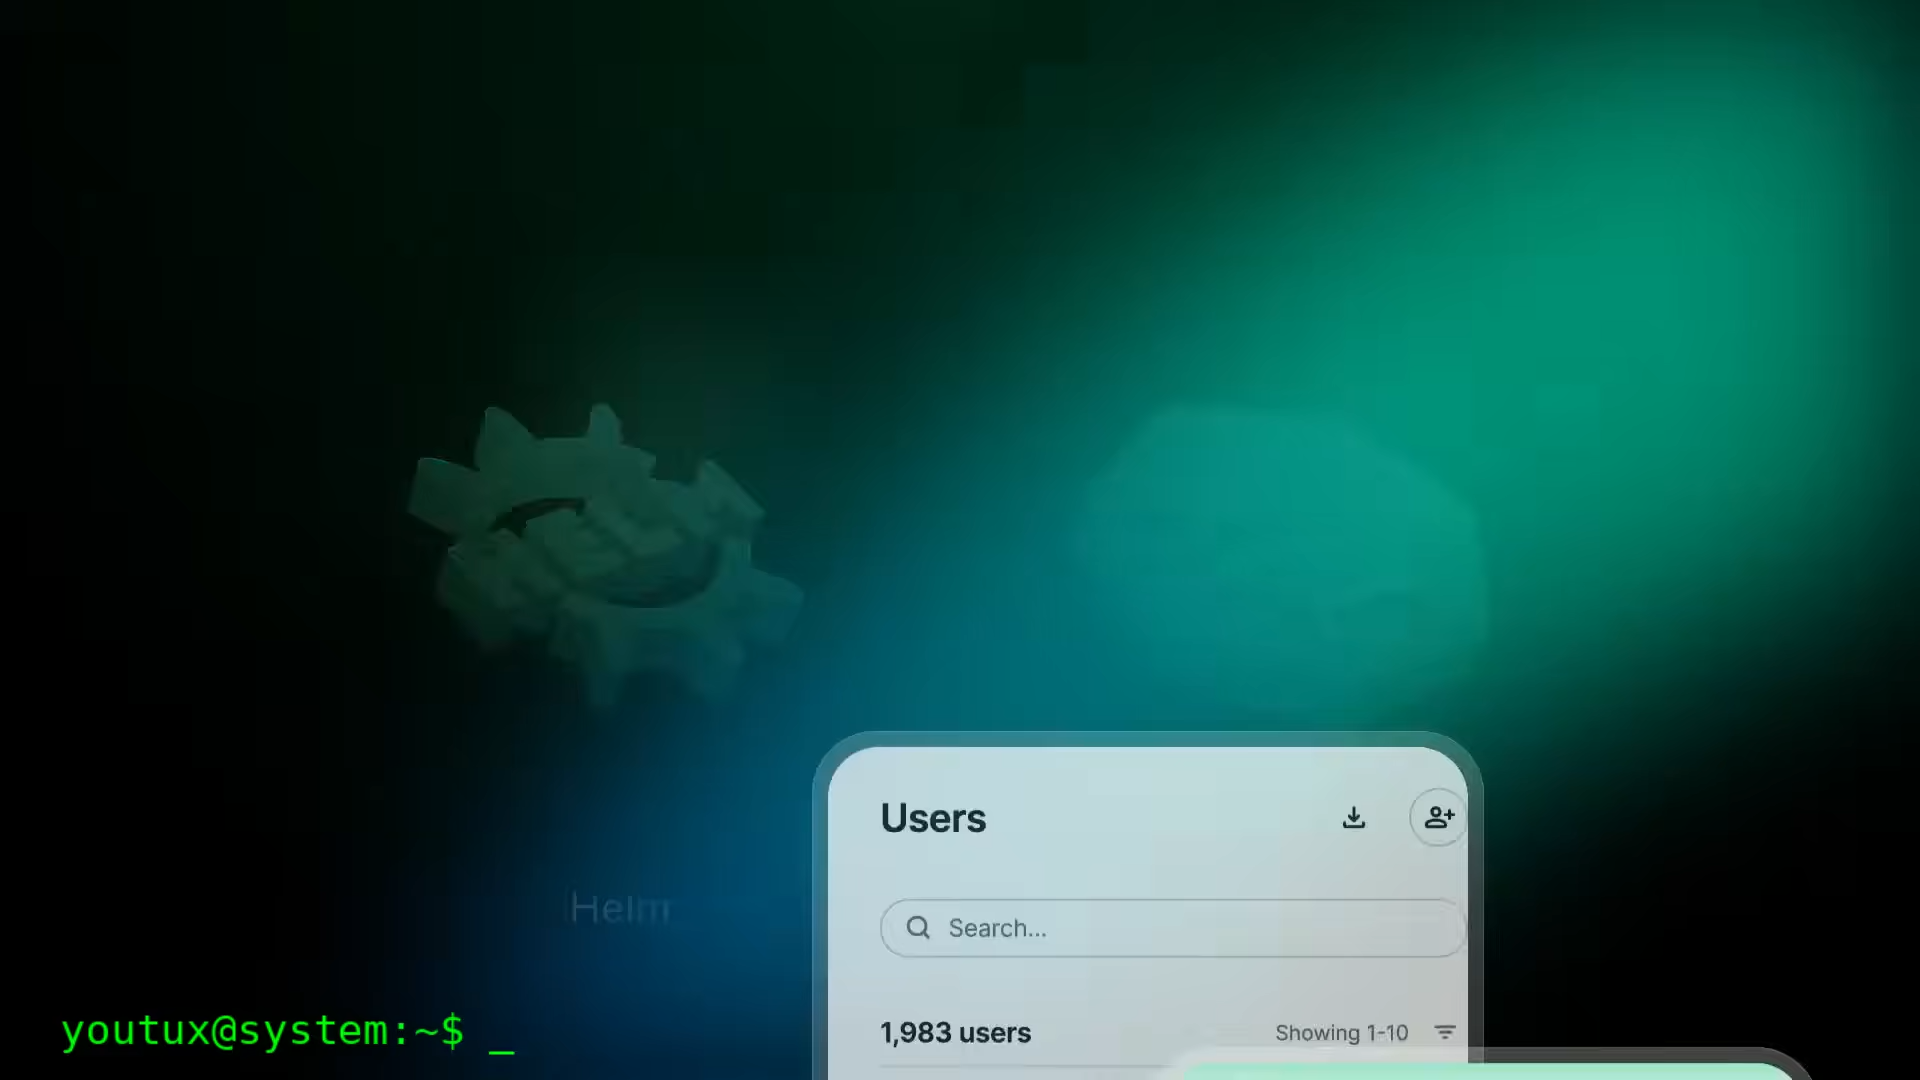 Users
Search...
1,983 users
Showing 1-10
Helm
youtux@system:~$ _